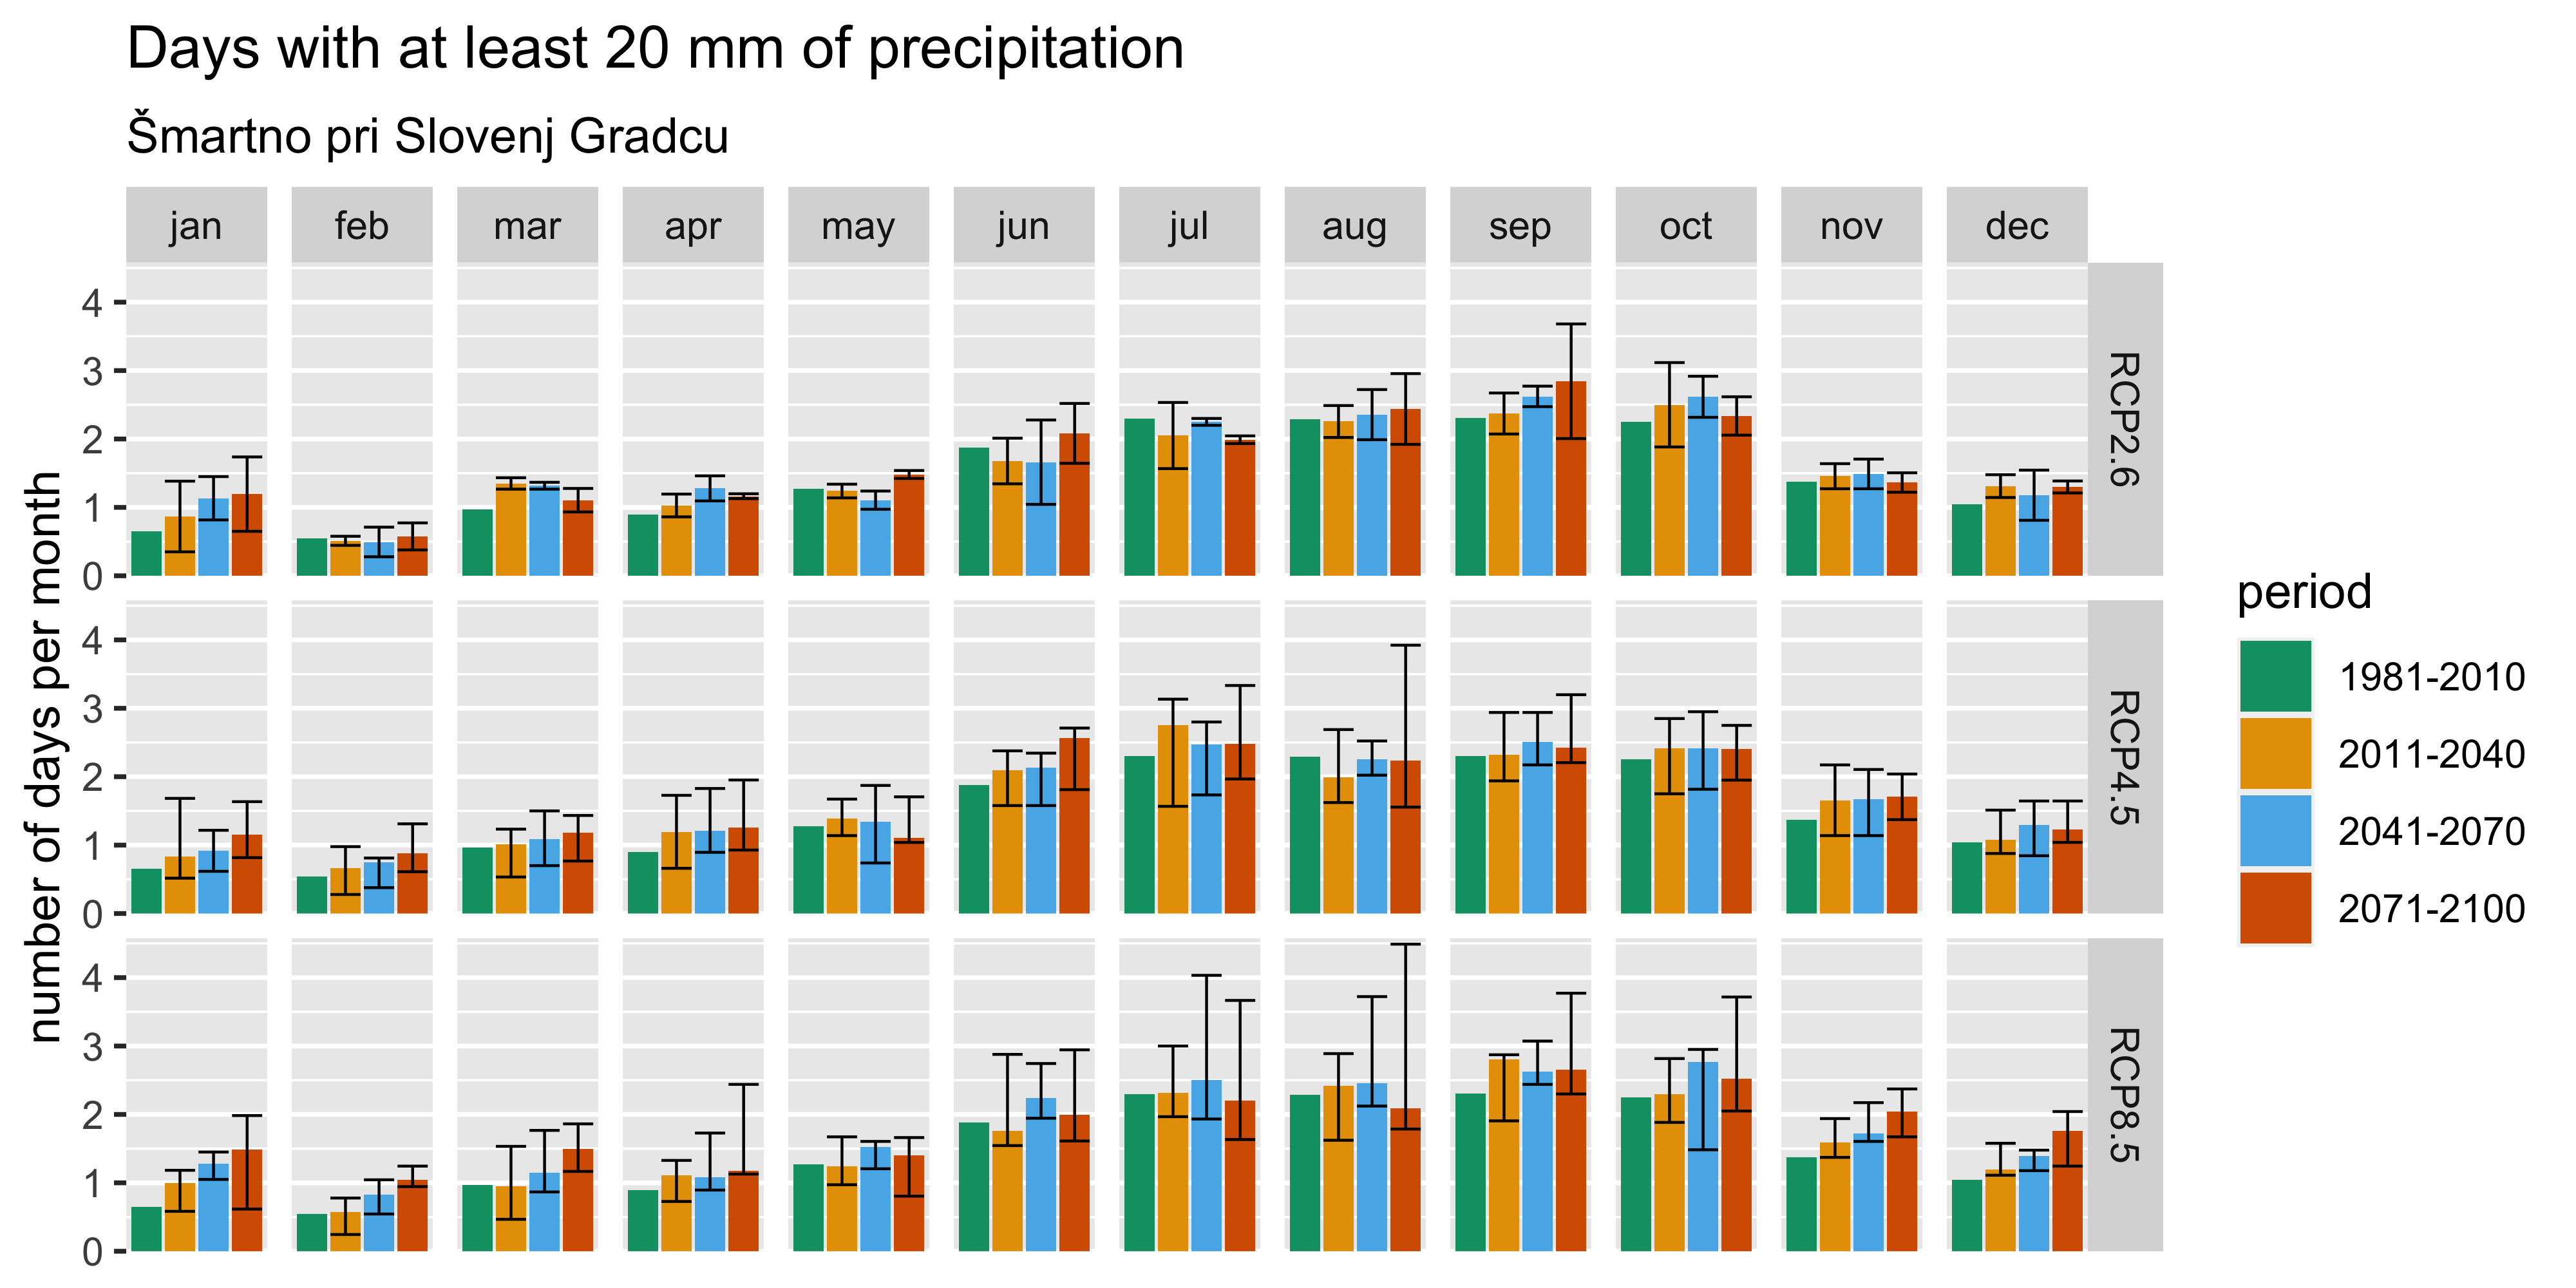 Days with at least 20 mm of precipitation
Šmartno pri Slovenj Gradcu
jan feb mar apr may jun jul aug sep oct nov dec
number of days per month
4
3
2
1
0
RCP2.6
4
3
2
1
0
RCP4.5
4
3
2
1
0
RCP8.5
period
1981-2010
2011-2040
2041-2070
2071-2100